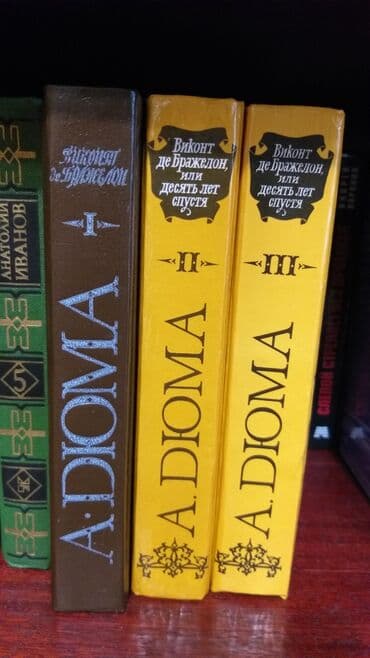 АНАТОЛИЙ
ИВАНОВ
5
ВИКОНТ
де БРАЖЕЛОН
I
А·ДЮМА
Виконт
де Бражелон,
или
десять лет
спустя
II
А. ДЮМА
Виконт
де Бражелон,
или
десять лет
спустя
III
А. ДЮМА